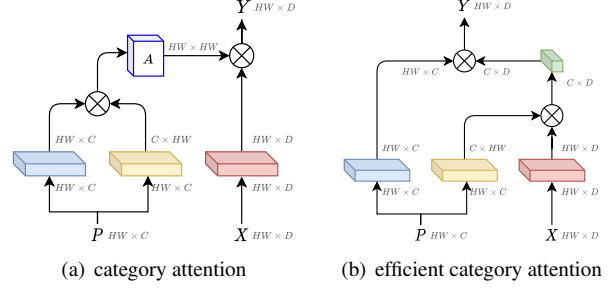 Y HW × D
HW × HW
A
HW × C
C × HW
HW × D
HW × C
HW × C
HW × D
P HW × C
X HW × D
(a) category attention
Y HW × D
HW × C
C × D
C × D
HW × C
C × HW
HW × D
HW × C
HW × C
HW × D
P HW × C
X HW × D
(b) efficient category attention